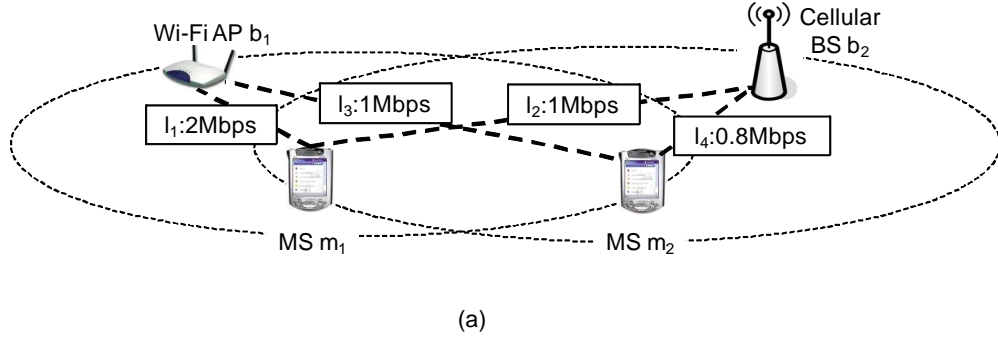 Wi-Fi AP b₁
Cellular
BS b₂
l₃:1Mbps
l₂:1Mbps
l₁:2Mbps
l₄:0.8Mbps
MS m₁
MS m₂
(a)